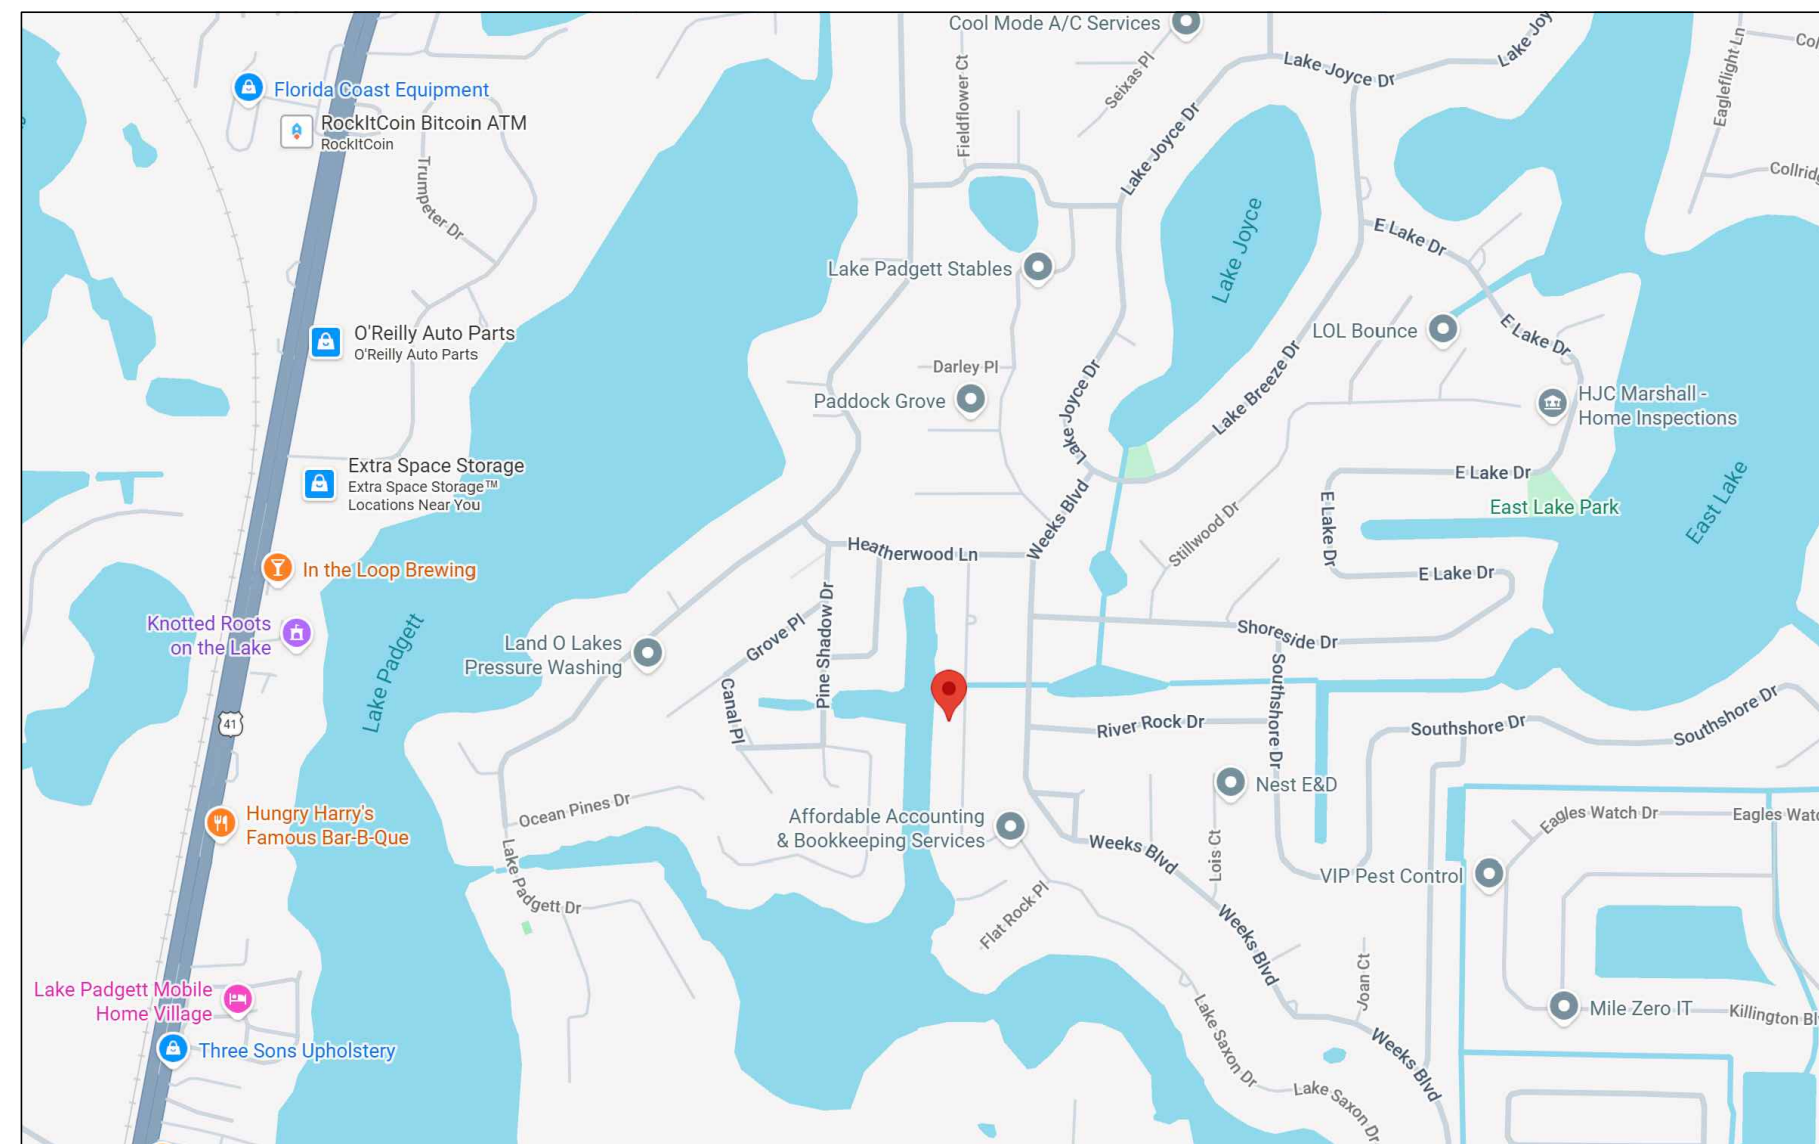 Cool Mode A/C Services
Lake Joyce Dr
Lake Joy
Col
Eagleflight Ln
Florida Coast Equipment
RockItCoin Bitcoin ATM
RockItCoin
Fieldflower Ct
Seixas Pl
Lake Joyce Dr
Collridg
Trumpeter Dr
Lake Joyce
E Lake Dr
Lake Padgett Stables
LOL Bounce
E Lake Dr
O'Reilly Auto Parts
O'Reilly Auto Parts
Darley Pl
Paddock Grove
Lake Joyce Dr
Lake Breeze Dr
HJC Marshall -
Home Inspections
Extra Space Storage
Extra Space Storage™
Locations Near You
E Lake Dr
East Lake Park
East Lake
Weeks Blvd
Stillwood Dr
E Lake Dr
Heatherwood Ln
In the Loop Brewing
E Lake Dr
Knotted Roots
on the Lake
Lake Padgett
Land O Lakes
Pressure Washing
Grove Pl
Pine Shadow Dr
Shoreside Dr
Canal Pl
41
River Rock Dr
Southshore Dr
Southshore Dr
Southshore Dr
Nest E&D
Ocean Pines Dr
Hungry Harry's
Famous Bar-B-Que
Affordable Accounting
& Bookkeeping Services
Eagles Watch Dr
Eagles Watc
Weeks Blvd
Lois Ct
VIP Pest Control
Lake Padgett Dr
Flat Rock Pl
Weeks Blvd
Joan Ct
Lake Padgett Mobile
Home Village
Mile Zero IT
Killington Bl
Three Sons Upholstery
Lake Saxon Dr
Weeks Blvd
Lake Saxon Dr